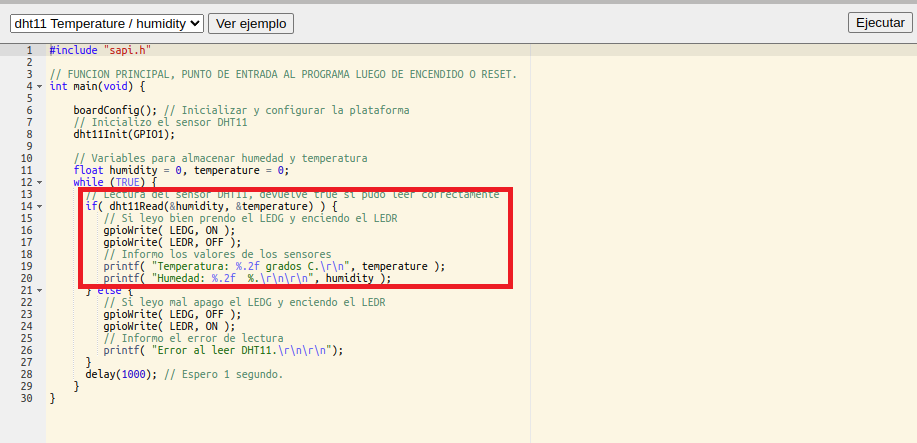 dht11 Temperature / humidity Ver ejemplo Ejecutar
1 #include "sapi.h"
2
3 // FUNCION PRINCIPAL, PUNTO DE ENTRADA AL PROGRAMA LUEGO DE ENCENDIDO O RESET.
4 int main(void) {
5
6 boardConfig(); // Inicializar y configurar la plataforma
7 // Inicializo el sensor DHT11
8 dht11Init(GPIO1);
9
10 // Variables para almacenar humedad y temperatura
11 float humidity = 0, temperature = 0;
12 while (TRUE) {
13 // Lectura del sensor DHT11, devuelve true si pudo leer correctamente
14 if( dht11Read(&humidity, &temperature) ) {
15 // Si leyo bien prendo el LEDG y enciendo el LEDR
16 gpioWrite( LEDG, ON );
17 gpioWrite( LEDR, OFF );
18 // Informo los valores de los sensores
19 printf( "Temperatura: %.2f grados C.\r\n", temperature );
20 printf( "Humedad: %.2f  %.\r\n\r\n", humidity );
21 } else {
22 // Si leyo mal apago el LEDG y enciendo el LEDR
23 gpioWrite( LEDG, OFF );
24 gpioWrite( LEDR, ON );
25 // Informo el error de lectura
26 printf( "Error al leer DHT11.\r\n\r\n");
27 }
28 delay(1000); // Espero 1 segundo.
29 }
30 }